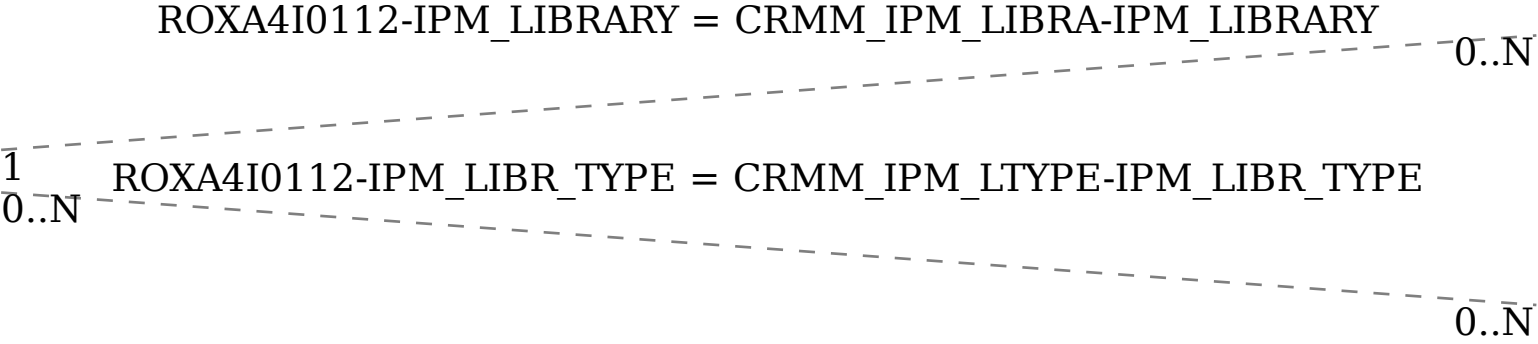 ROXA4I0112-IPM_LIBRARY = CRMM_IPM_LIBRA-IPM_LIBRARY
0..N
1
ROXA4I0112-IPM_LIBR_TYPE = CRMM_IPM_LTYPE-IPM_LIBR_TYPE
0..N
0..N